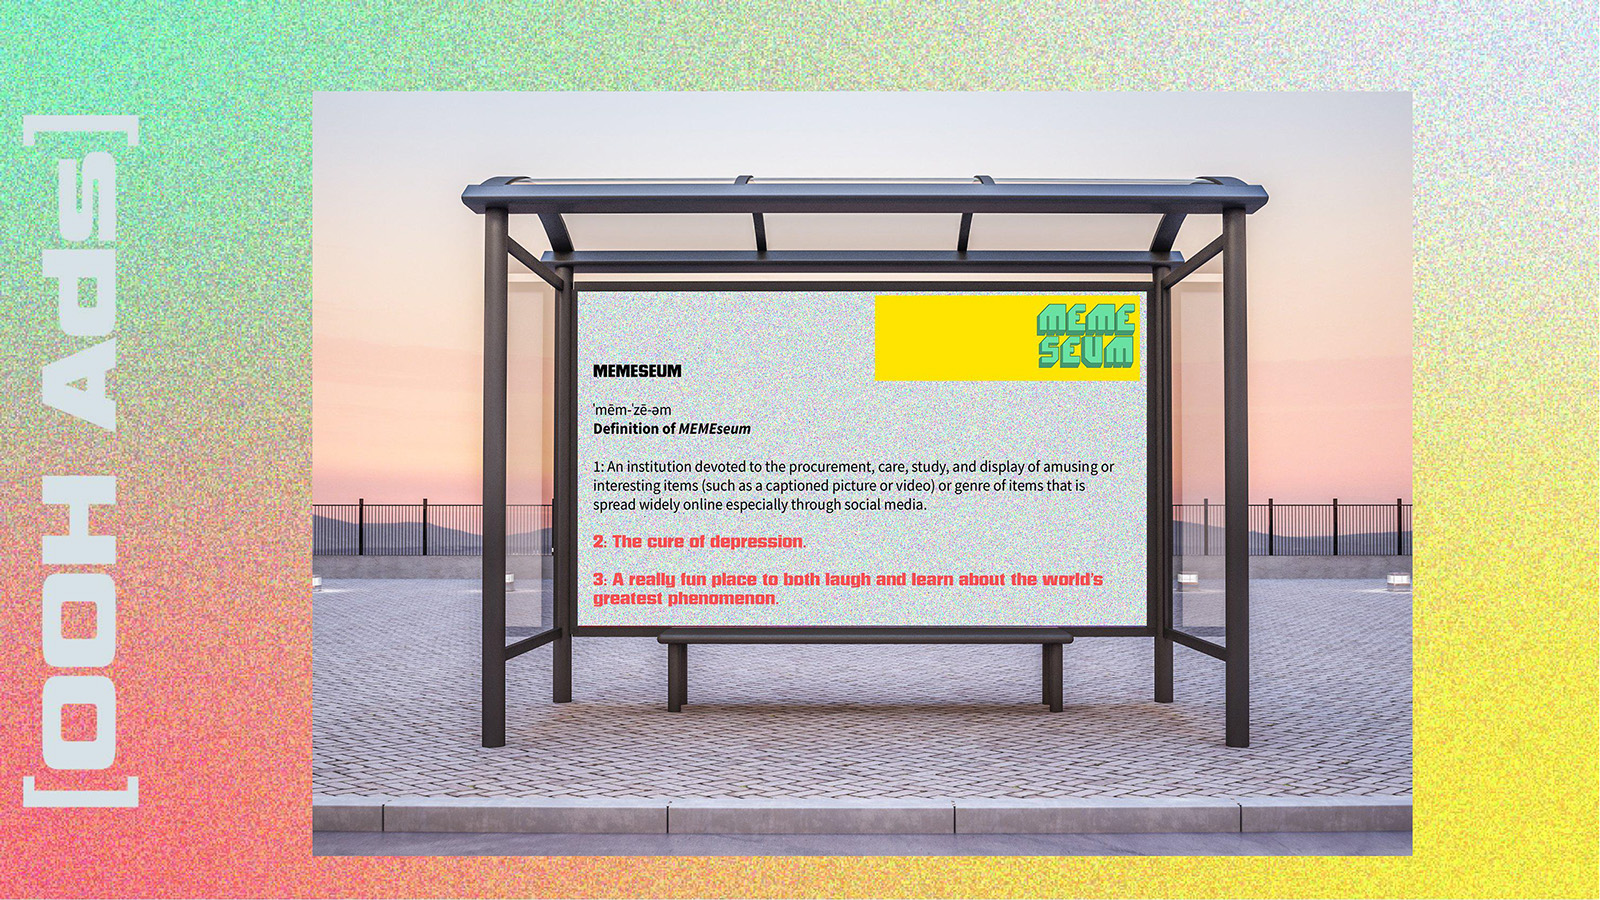 [OOH Ads]
MEME
SEUM
MEMESEUM
ˈmēm-ˈzē-əm
Definition of MEMEseum
1: An institution devoted to the procurement, care, study, and display of amusing or
interesting items (such as a captioned picture or video) or genre of items that is
spread widely online especially through social media.
2: The cure of depression.
3: A really fun place to both laugh and learn about the world's
greatest phenomenon.